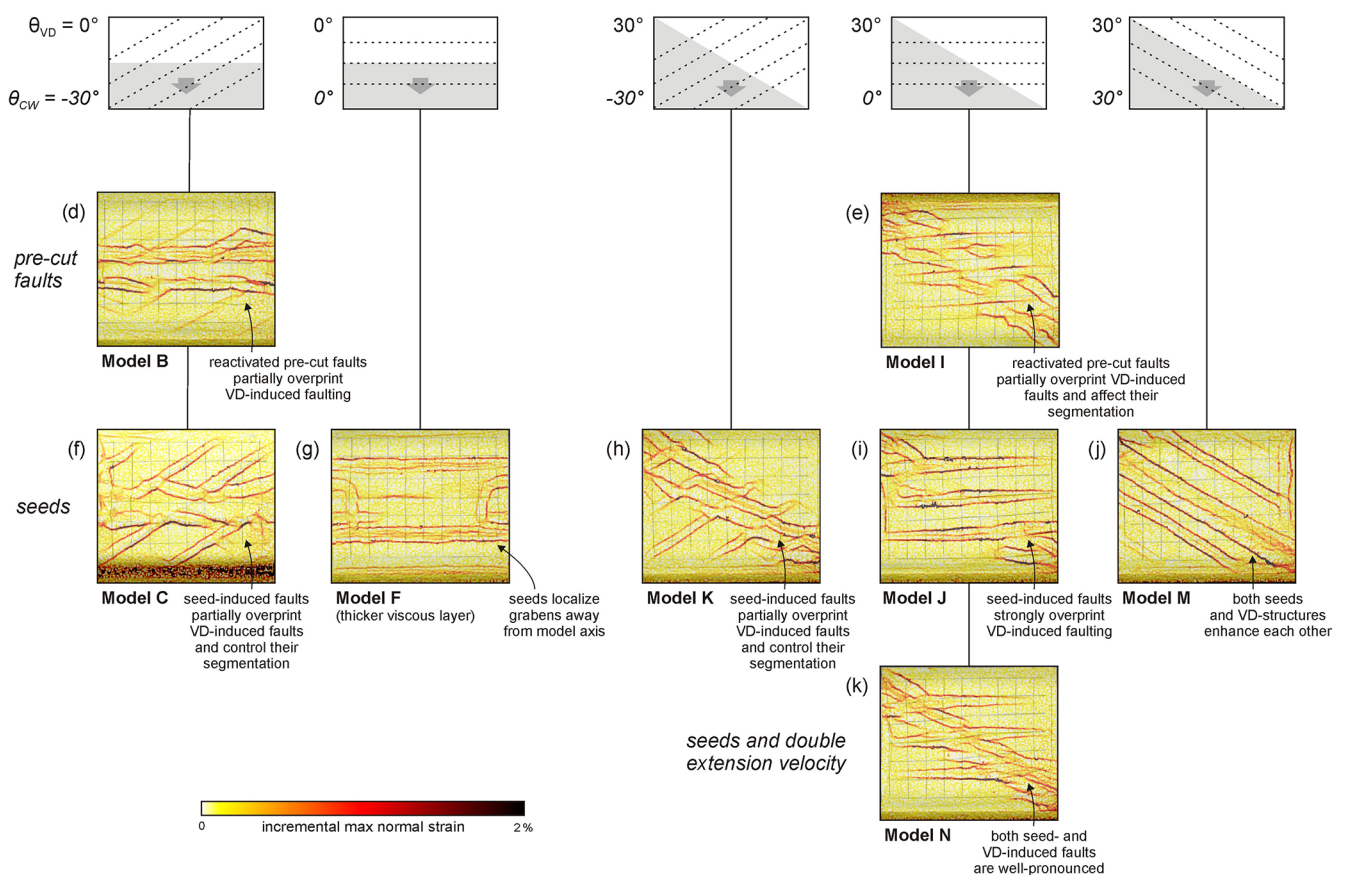 θVD = 0°
θCW = -30°
0°
0°
30°
-30°
30°
0°
30°
30°
(d)
pre-cut
faults
Model B
reactivated pre-cut faults
partially overprint
VD-induced faulting
(e)
Model I
reactivated pre-cut faults
partially overprint VD-induced
faults and affect their
segmentation
(f)
seeds
Model C
seed-induced faults
partially overprint
VD-induced faults
and control their
segmentation
(g)
Model F
(thicker viscous layer)
seeds localize
grabens away
from model axis
(h)
Model K
seed-induced faults
partially overprint
VD-induced faults
and control their
segmentation
(i)
Model J
seed-induced faults
strongly overprint
VD-induced faulting
(j)
Model M
both seeds
and VD-structures
enhance each other
(k)
seeds and double
extension velocity
Model N
both seed- and
VD-induced faults
are well-pronounced
0
incremental max normal strain
2%